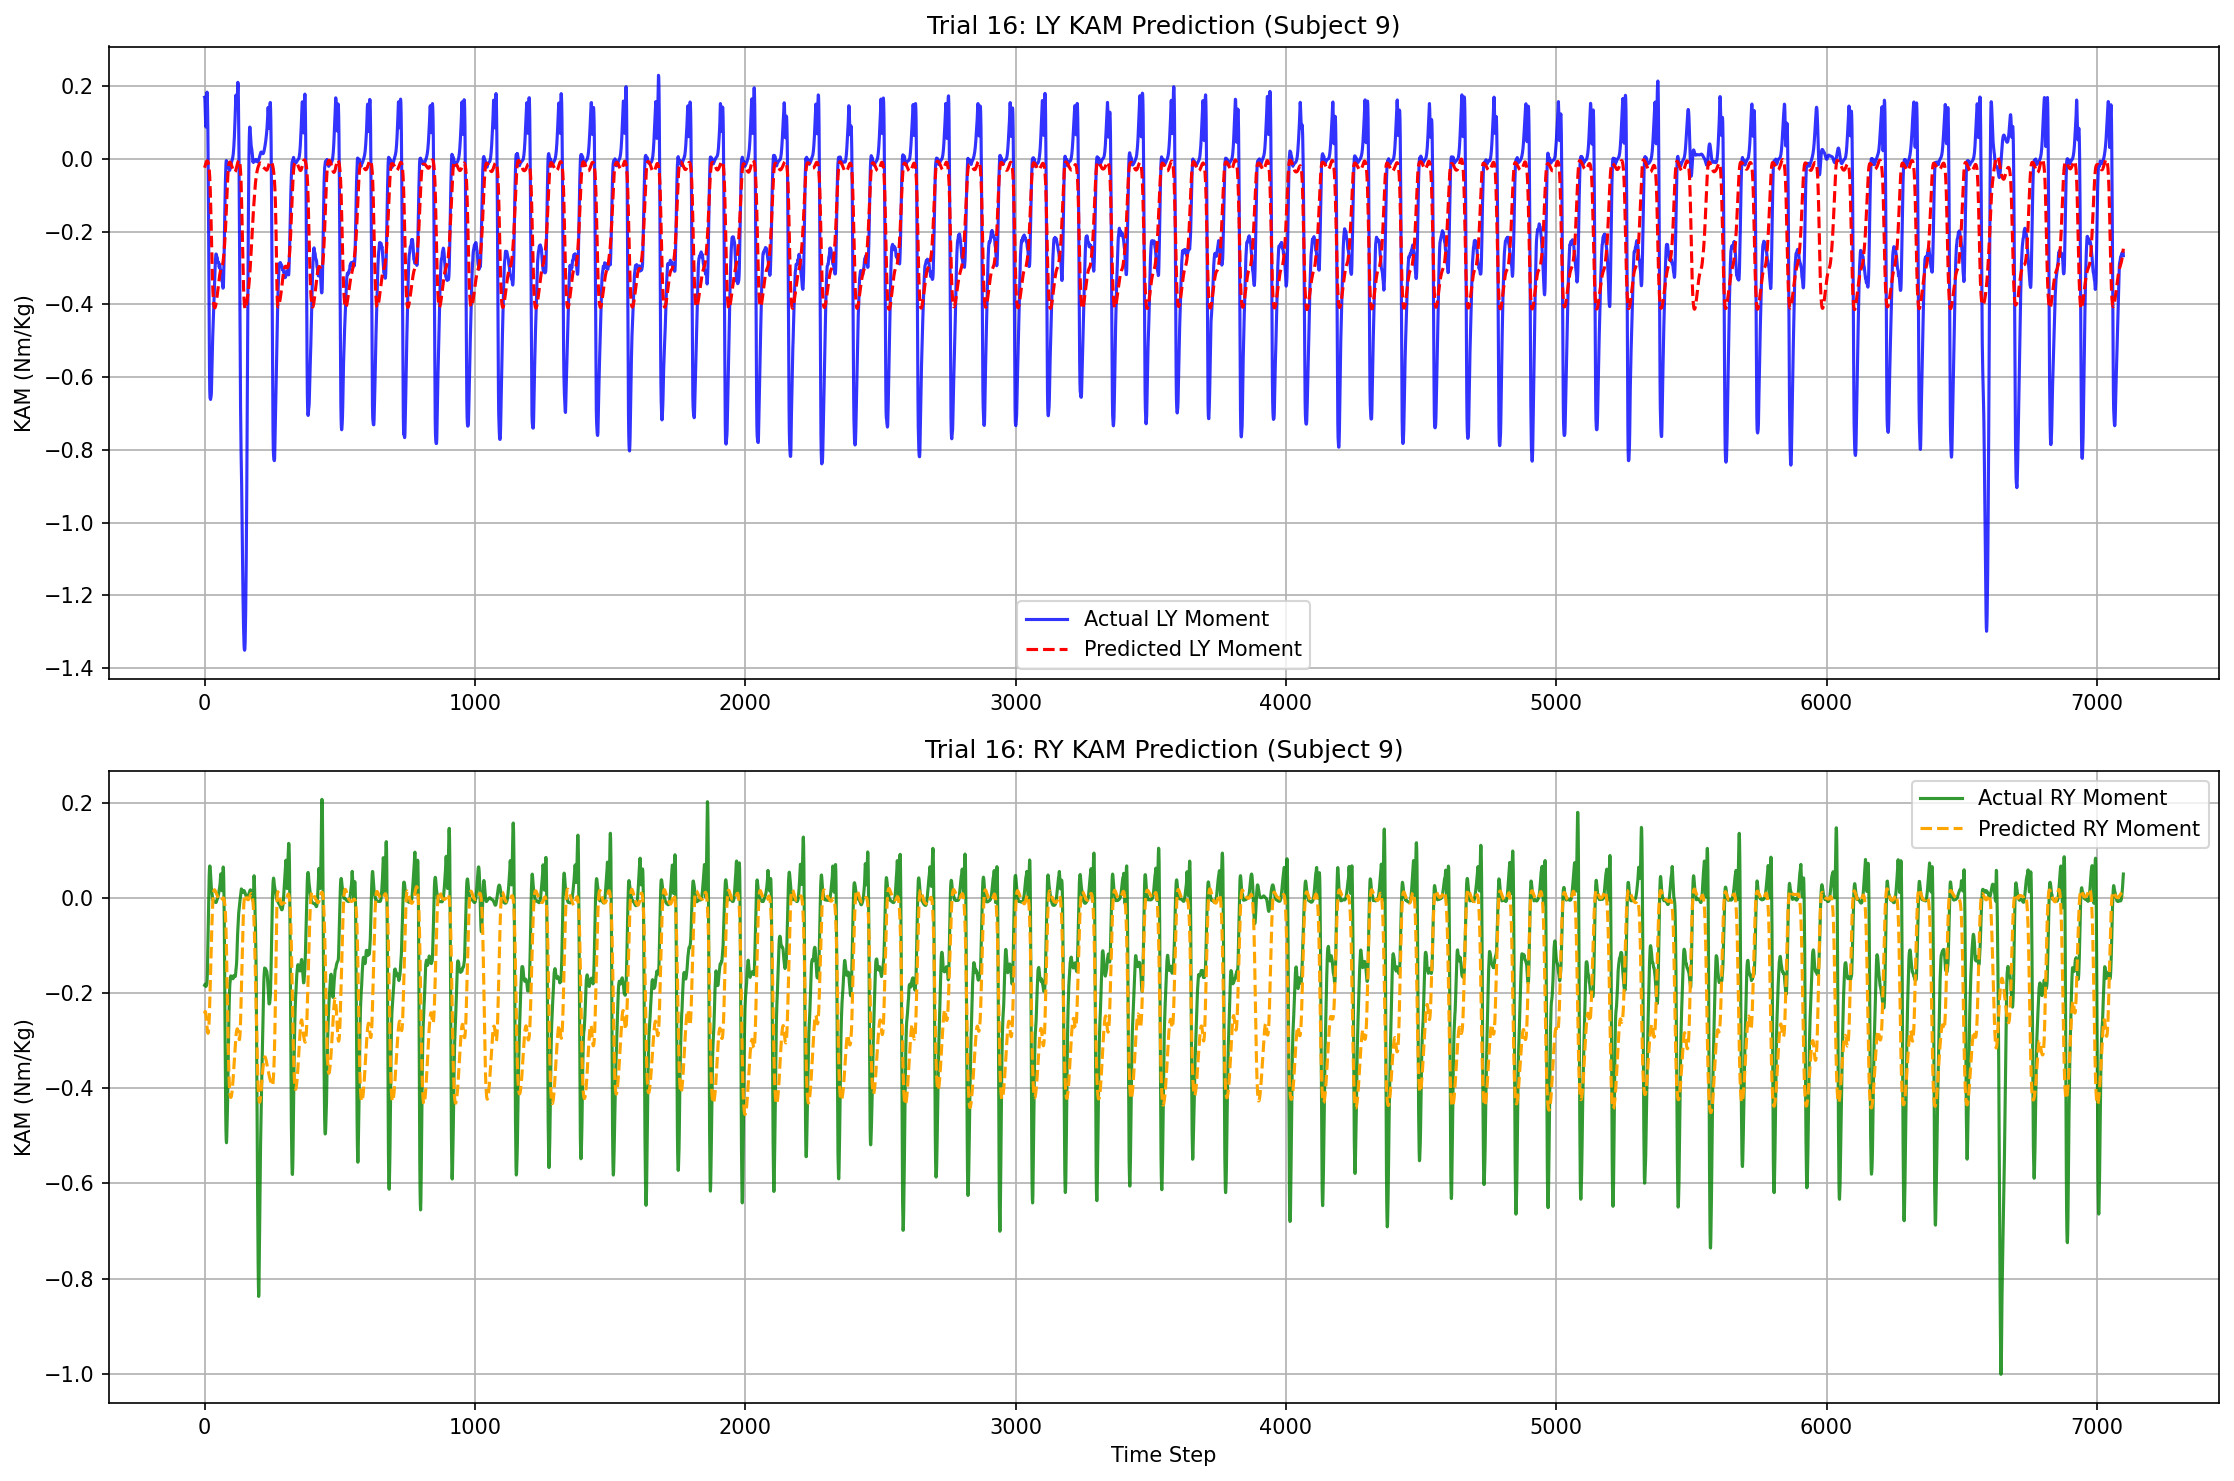 Trial 16: LY KAM Prediction (Subject 9)
KAM (Nm/Kg)
0.2
0.0
−0.2
−0.4
−0.6
−0.8
−1.0
−1.2
−1.4
Actual LY Moment
Predicted LY Moment
0 1000 2000 3000 4000 5000 6000 7000
Trial 16: RY KAM Prediction (Subject 9)
KAM (Nm/Kg)
0.2
0.0
−0.2
−0.4
−0.6
−0.8
−1.0
Actual RY Moment
Predicted RY Moment
0 1000 2000 3000 4000 5000 6000 7000
Time Step